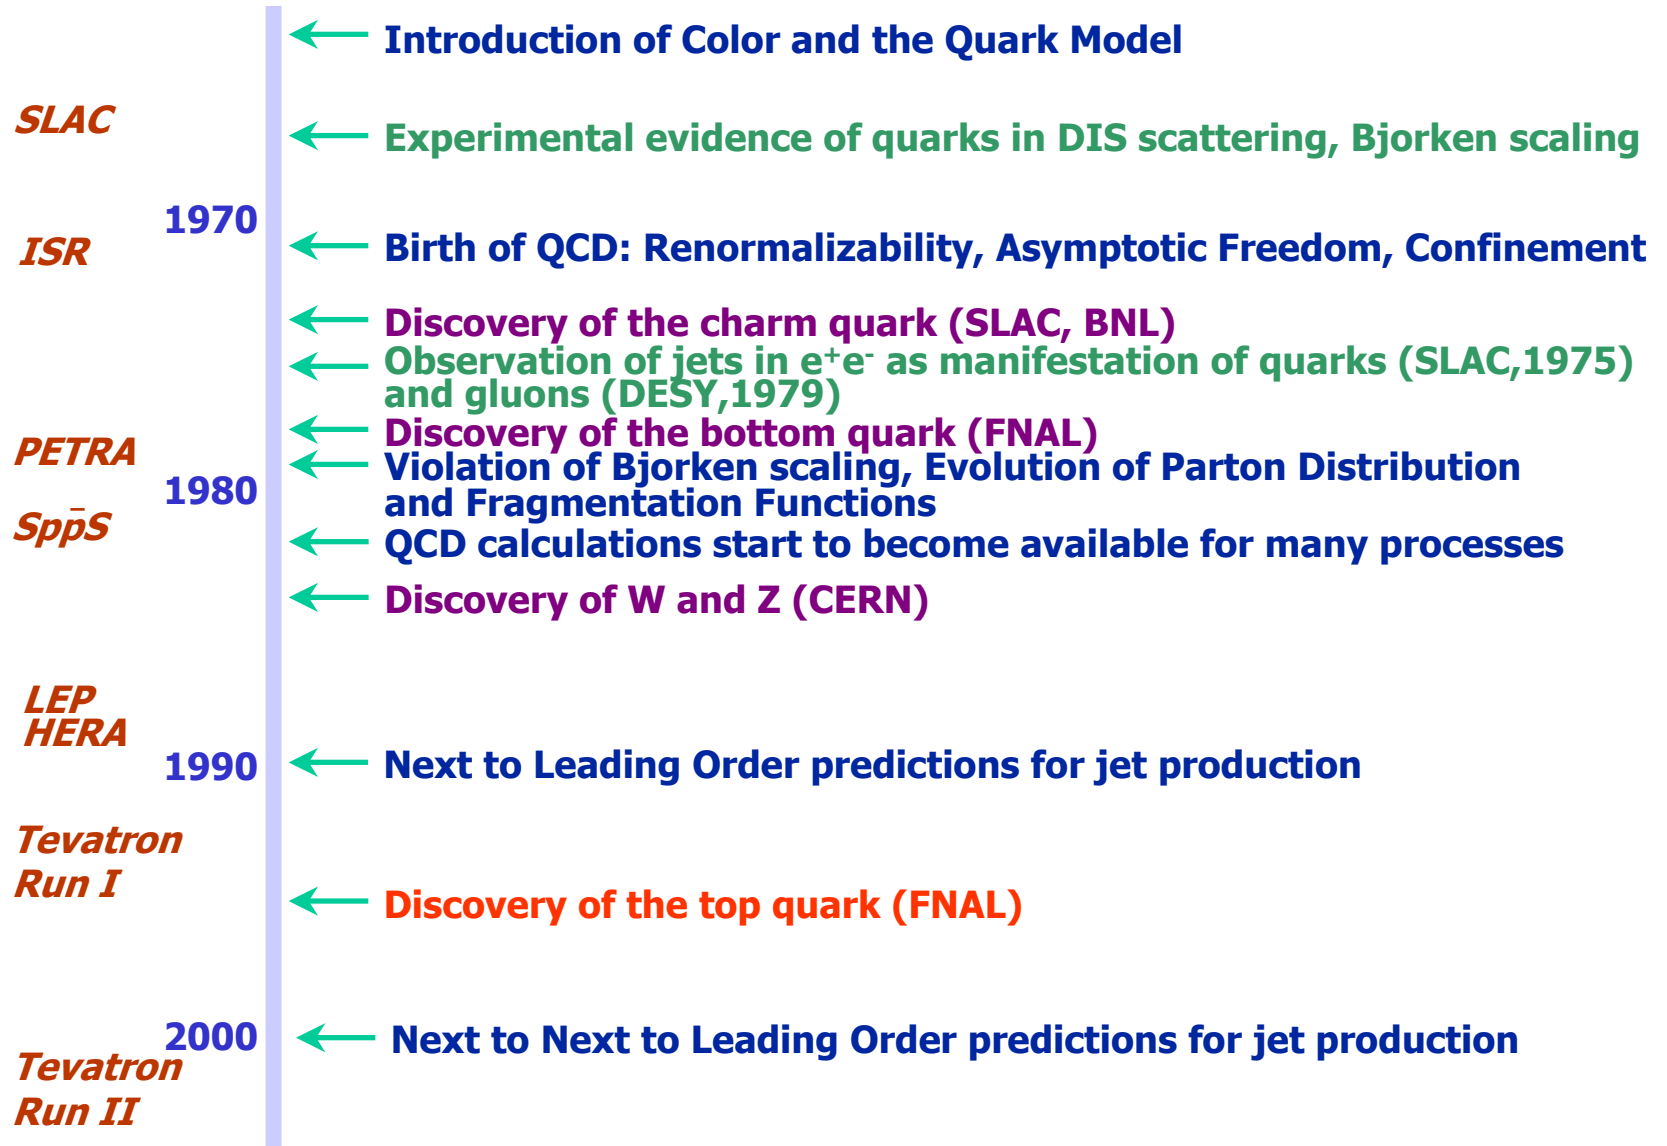 Introduction of Color and the Quark Model
SLAC
Experimental evidence of quarks in DIS scattering, Bjorken scaling
1970
ISR
Birth of QCD: Renormalizability, Asymptotic Freedom, Confinement
Discovery of the charm quark (SLAC, BNL)
Observation of jets in e⁺e⁻ as manifestation of quarks (SLAC,1975)
and gluons (DESY,1979)
Discovery of the bottom quark (FNAL)
PETRA
Violation of Bjorken scaling, Evolution of Parton Distribution
1980
and Fragmentation Functions
Spp̄S
QCD calculations start to become available for many processes
Discovery of W and Z (CERN)
LEP
HERA
1990
Next to Leading Order predictions for jet production
Tevatron
Run I
Discovery of the top quark (FNAL)
2000
Next to Next to Leading Order predictions for jet production
Tevatron
Run II